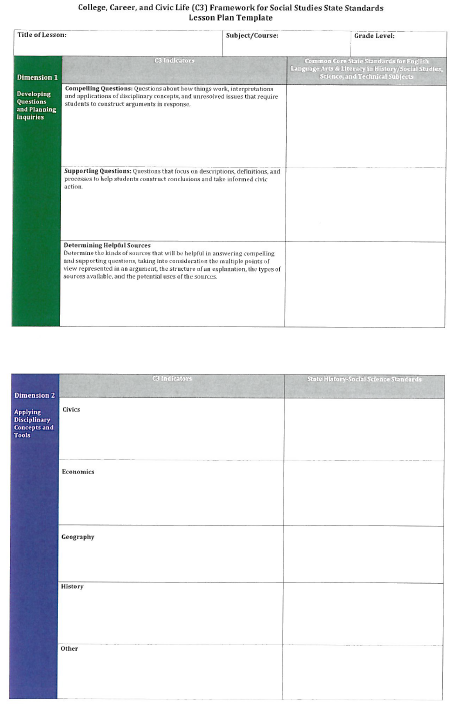 College, Career, and Civic Life (C3) Framework for Social Studies State Standards
Lesson Plan Template
Title of Lesson:
Subject/Course:
Grade Level:
Dimension 1
Developing
Questions
and Planning
Inquiries
C3 Indicators
Common Core State Standards for English
Language Arts & Literacy in History/Social Studies,
Science, and Technical Subjects
Compelling Questions: Questions about how things work, interpretations
and applications of disciplinary concepts, and unresolved issues that require
students to construct arguments in response.
Supporting Questions: Questions that focus on descriptions, definitions, and
processes to help students construct conclusions and take informed civic
action.
Determining Helpful Sources
Determine the kinds of sources that will be helpful in answering compelling
and supporting questions, taking into consideration the multiple points of
view represented in an argument, the structure of an explanation, the types of
sources available, and the potential uses of the sources.
Dimension 2
Applying
Disciplinary
Concepts and
Tools
C3 Indicators
State History-Social Science Standards
Civics
Economics
Geography
History
Other